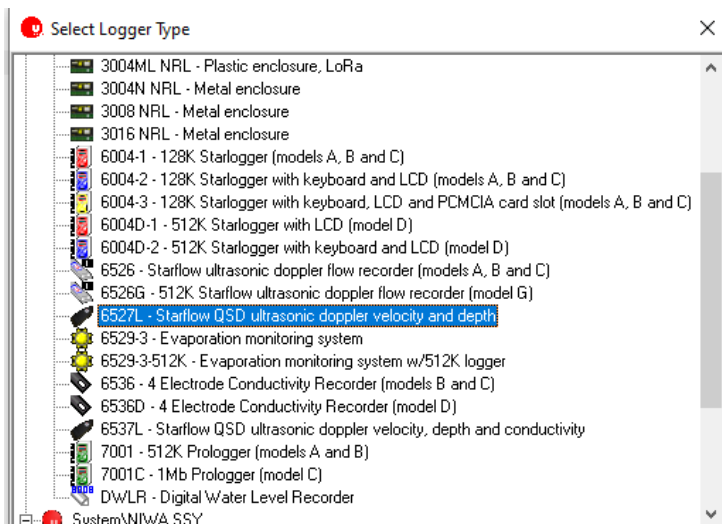 Select Logger Type
3004ML NRL - Plastic enclosure, LoRa
3004N NRL - Metal enclosure
3008 NRL - Metal enclosure
3016 NRL - Metal enclosure
6004-1 - 128K Starlogger (models A, B and C)
6004-2 - 128K Starlogger with keyboard and LCD (models A, B and C)
6004-3 - 128K Starlogger with keyboard, LCD and PCMCIA card slot (models A, B and C)
6004D-1 - 512K Starlogger with LCD (model D)
6004D-2 - 512K Starlogger with keyboard and LCD (model D)
6526 - Starflow ultrasonic doppler flow recorder (models A, B and C)
6526G - 512K Starflow ultrasonic doppler flow recorder (model G)
6527L - Starflow QSD ultrasonic doppler velocity and depth
6529-3 - Evaporation monitoring system
6529-3-512K - Evaporation monitoring system w/512K logger
6536 - 4 Electrode Conductivity Recorder (models B and C)
6536D - 4 Electrode Conductivity Recorder (model D)
6537L - Starflow QSD ultrasonic doppler velocity, depth and conductivity
7001 - 512K Prologger (models A and B)
7001C - 1Mb Prologger (model C)
DWLR - Digital Water Level Recorder
System\NIWA.SSY